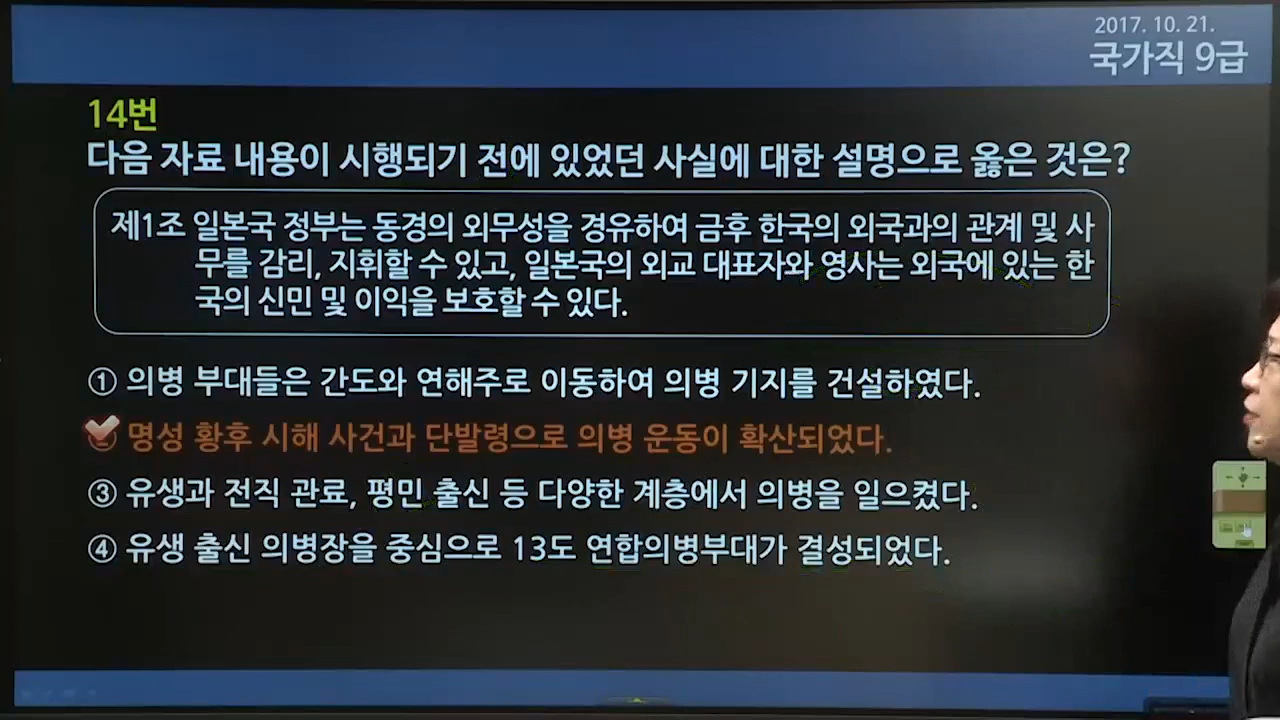 2017. 10. 21.
국가직 9급
14번
다음 자료 내용이 시행되기 전에 있었던 사실에 대한 설명으로 옳은 것은?
제1조 일본국 정부는 동경의 외무성을 경유하여 금후 한국의 외국과의 관계 및 사
무를 감리, 지휘할 수 있고, 일본국의 외교 대표자와 영사는 외국에 있는 한
국의 신민 및 이익을 보호할 수 있다.
① 의병 부대들은 간도와 연해주로 이동하여 의병 기지를 건설하였다.
명성 황후 시해 사건과 단발령으로 의병 운동이 확산되었다.
③ 유생과 전직 관료, 평민 출신 등 다양한 계층에서 의병을 일으켰다.
④ 유생 출신 의병장을 중심으로 13도 연합의병부대가 결성되었다.